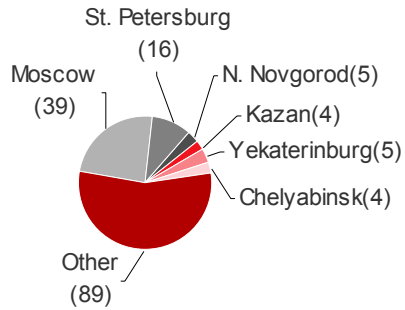 St. Petersburg
(16)
Moscow
(39)
N. Novgorod(5)
Kazan(4)
Yekaterinburg(5)
Chelyabinsk(4)
Other
(89)